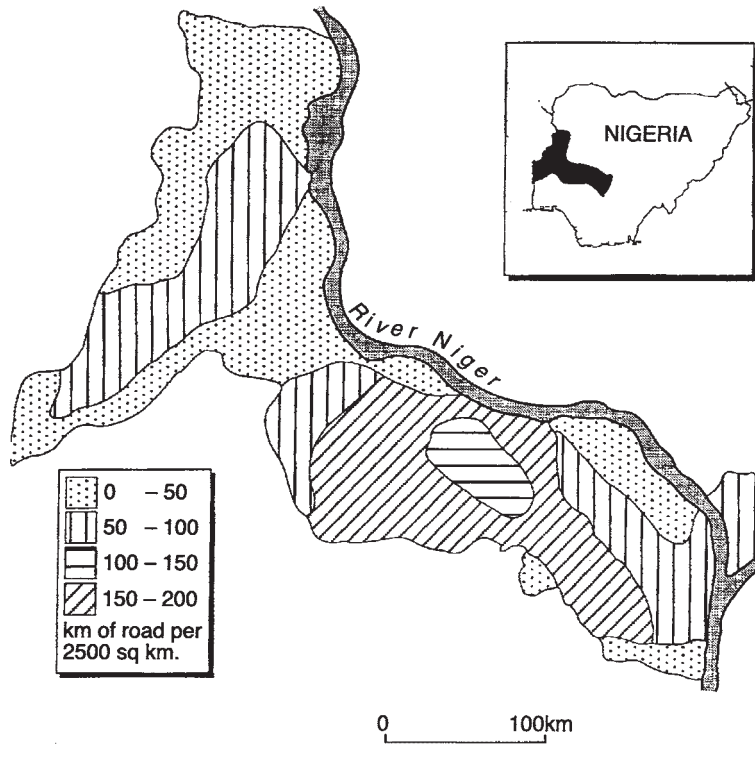 NIGERIA
River Niger
0 – 50
50 – 100
100 – 150
150 – 200
km of road per
2500 sq km.
0 100km